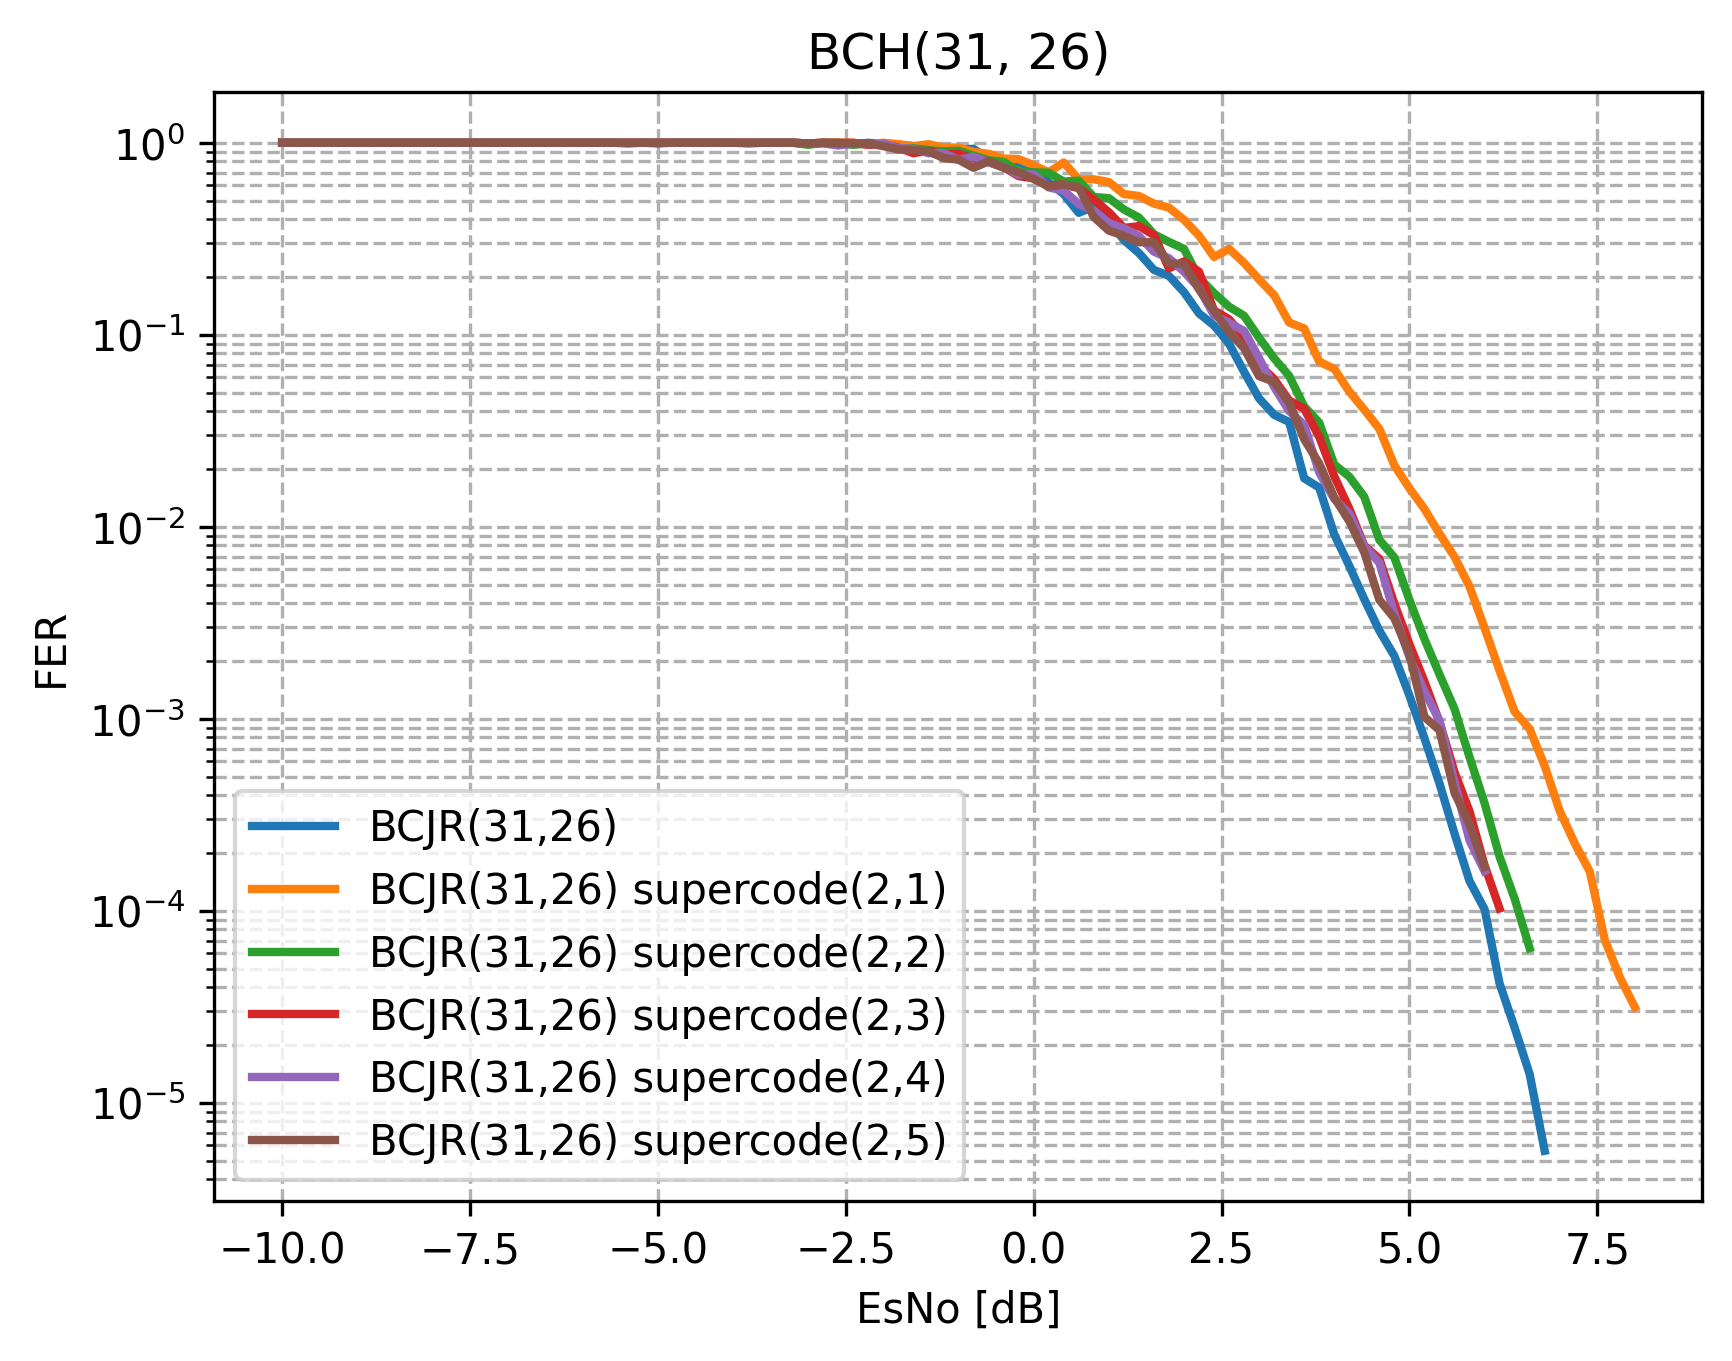 BCH(31, 26)
10⁰
10⁻¹
10⁻²
10⁻³
10⁻⁴
10⁻⁵
FER
BCJR(31,26)
BCJR(31,26) supercode(2,1)
BCJR(31,26) supercode(2,2)
BCJR(31,26) supercode(2,3)
BCJR(31,26) supercode(2,4)
BCJR(31,26) supercode(2,5)
−10.0 −7.5 −5.0 −2.5 0.0 2.5 5.0 7.5
EsNo [dB]